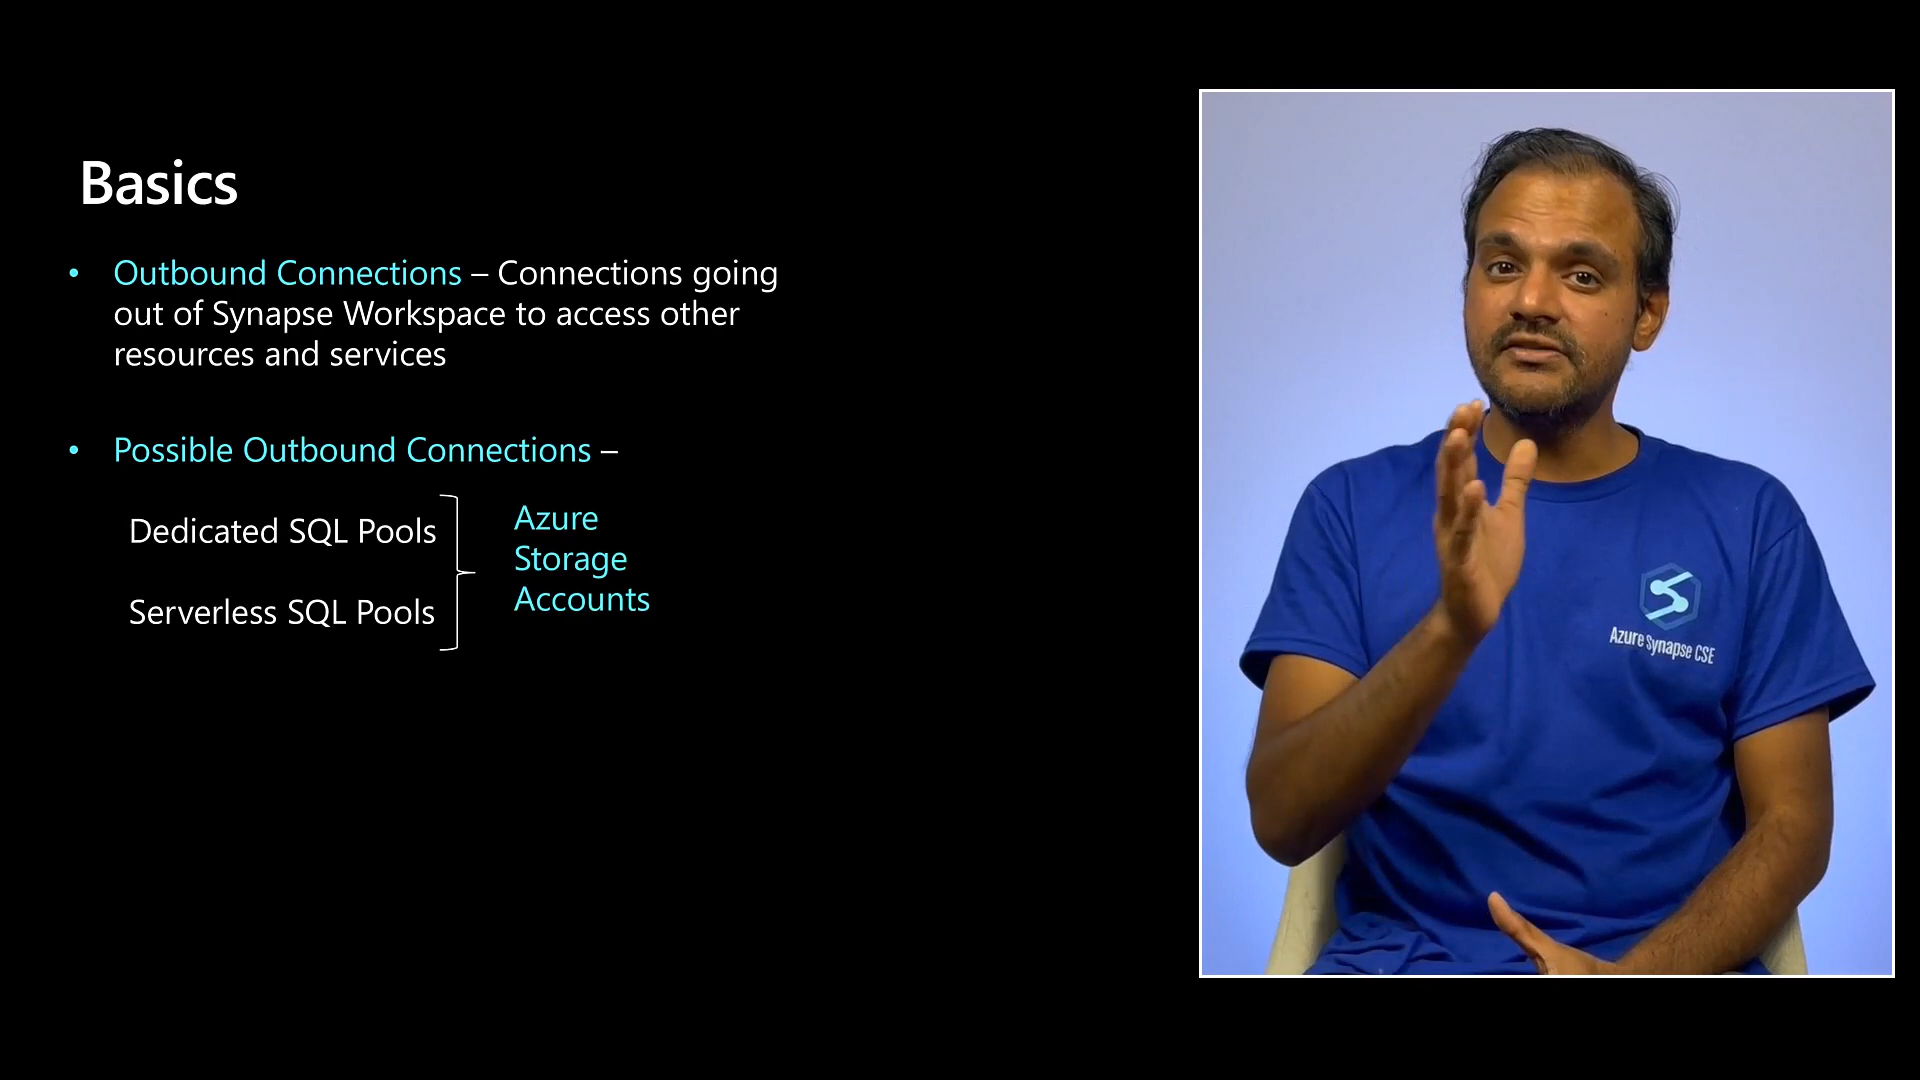 Basics
• Outbound Connections – Connections going
out of Synapse Workspace to access other
resources and services
• Possible Outbound Connections –
Dedicated SQL Pools
Serverless SQL Pools
Azure
Storage
Accounts
Azure Synapse CSE